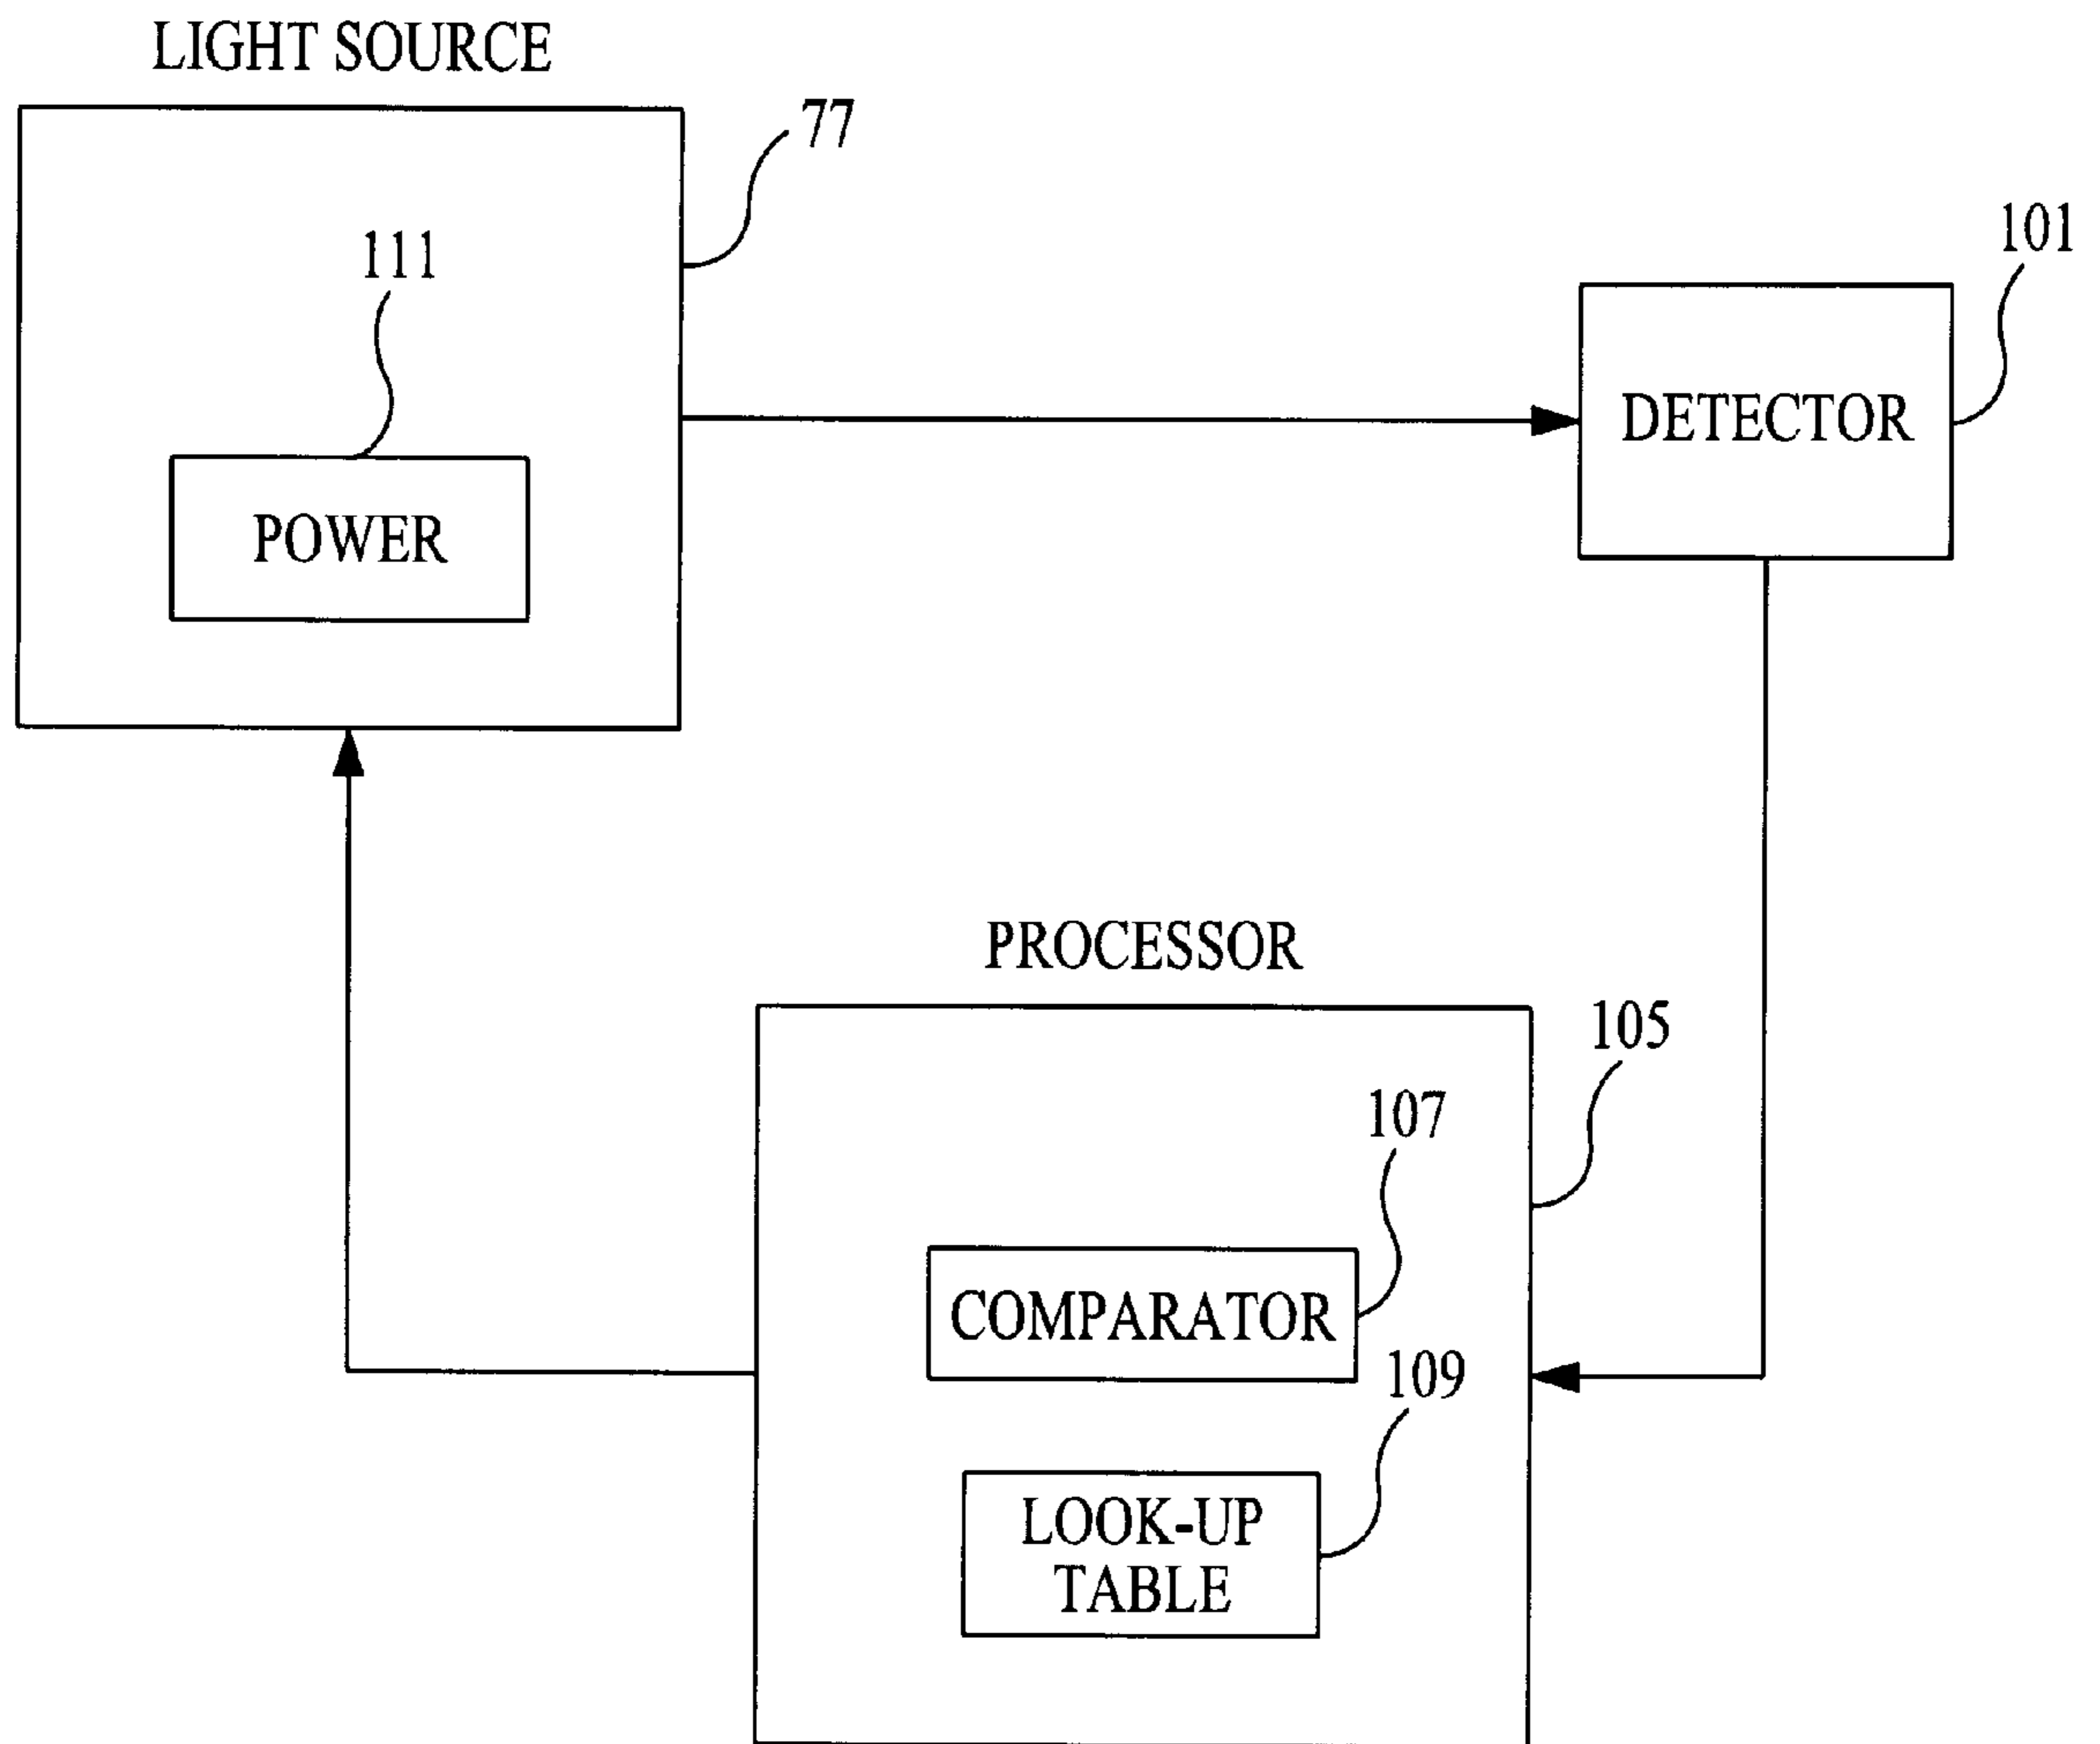 LIGHT SOURCE
77
111
101
DETECTOR
POWER
PROCESSOR
105
107
COMPARATOR
109
LOOK-UP
TABLE